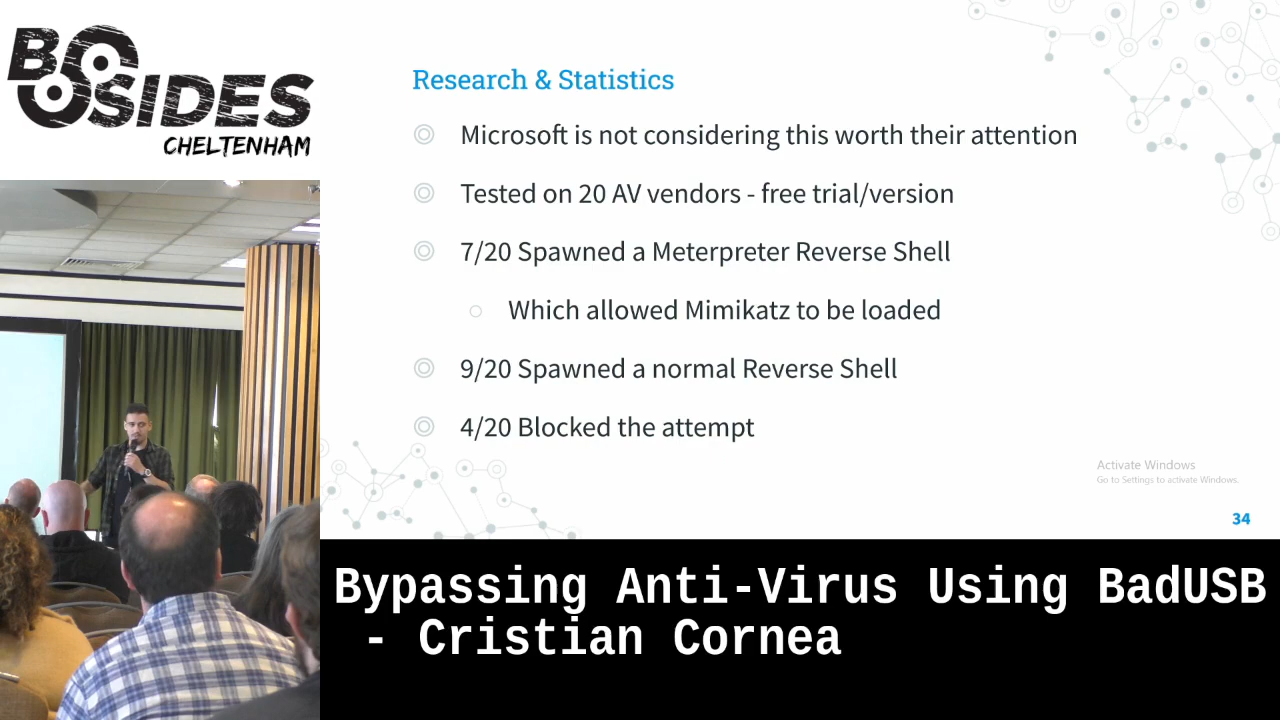 BSIDES
CHELTENHAM
Research & Statistics
Microsoft is not considering this worth their attention
Tested on 20 AV vendors - free trial/version
7/20 Spawned a Meterpreter Reverse Shell
Which allowed Mimikatz to be loaded
9/20 Spawned a normal Reverse Shell
4/20 Blocked the attempt
Activate Windows
Go to Settings to activate Windows.
34
Bypassing Anti-Virus Using BadUSB
- Cristian Cornea